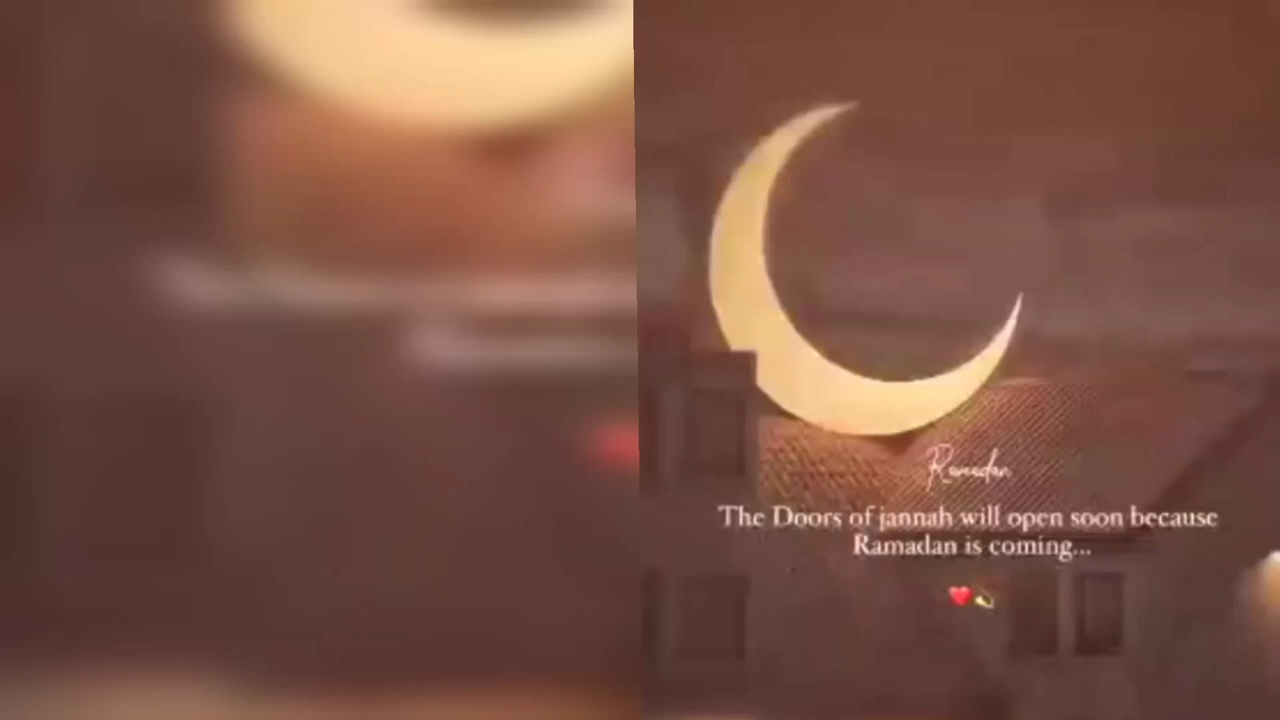 Ramadan
The Doors of jannah will open soon because
Ramadan is coming...
❤️💫